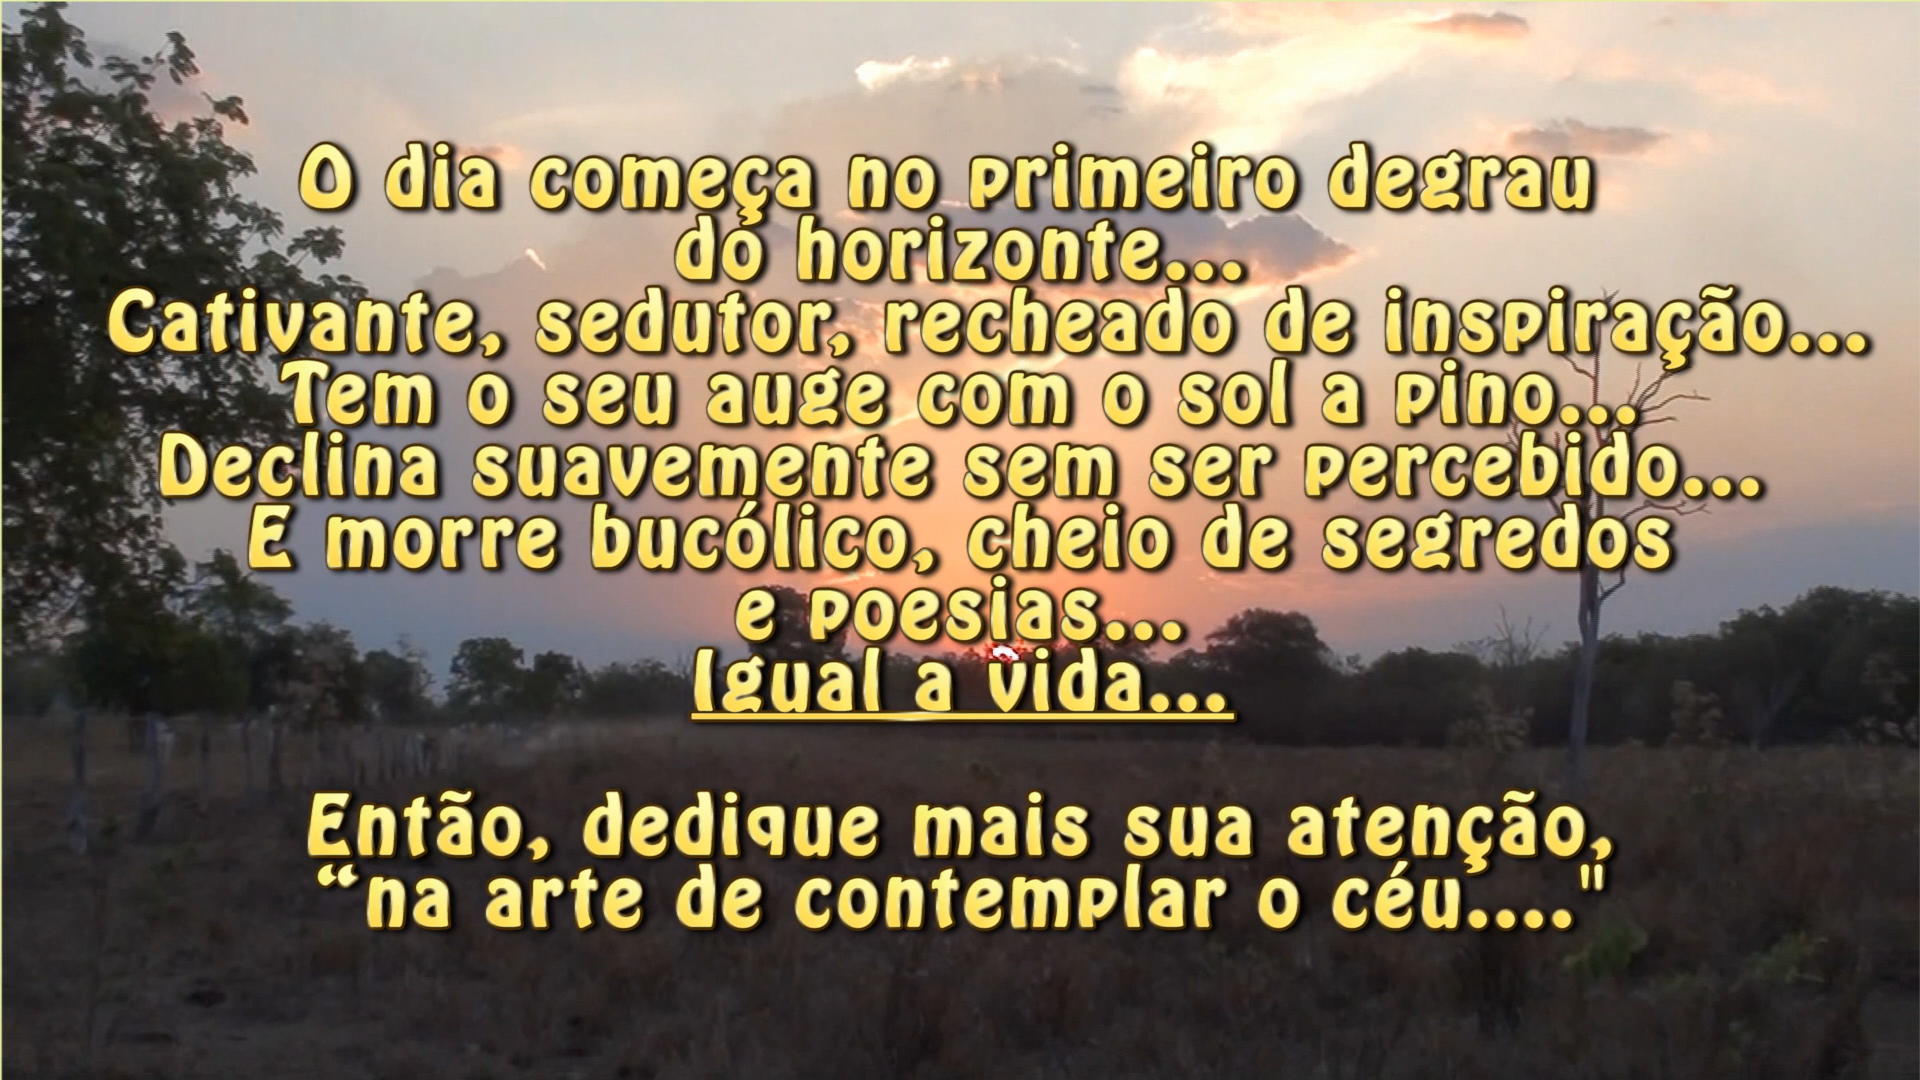 O dia começa no primeiro degrau
do horizonte...
Cativante, sedutor, recheado de inspiração...
Tem o seu auge com o sol a pino...
Declina suavemente sem ser percebido...
E morre bucólico, cheio de segredos
e poesias...
Igual a vida...
Então, dedique mais sua atenção,
“na arte de contemplar o céu...."